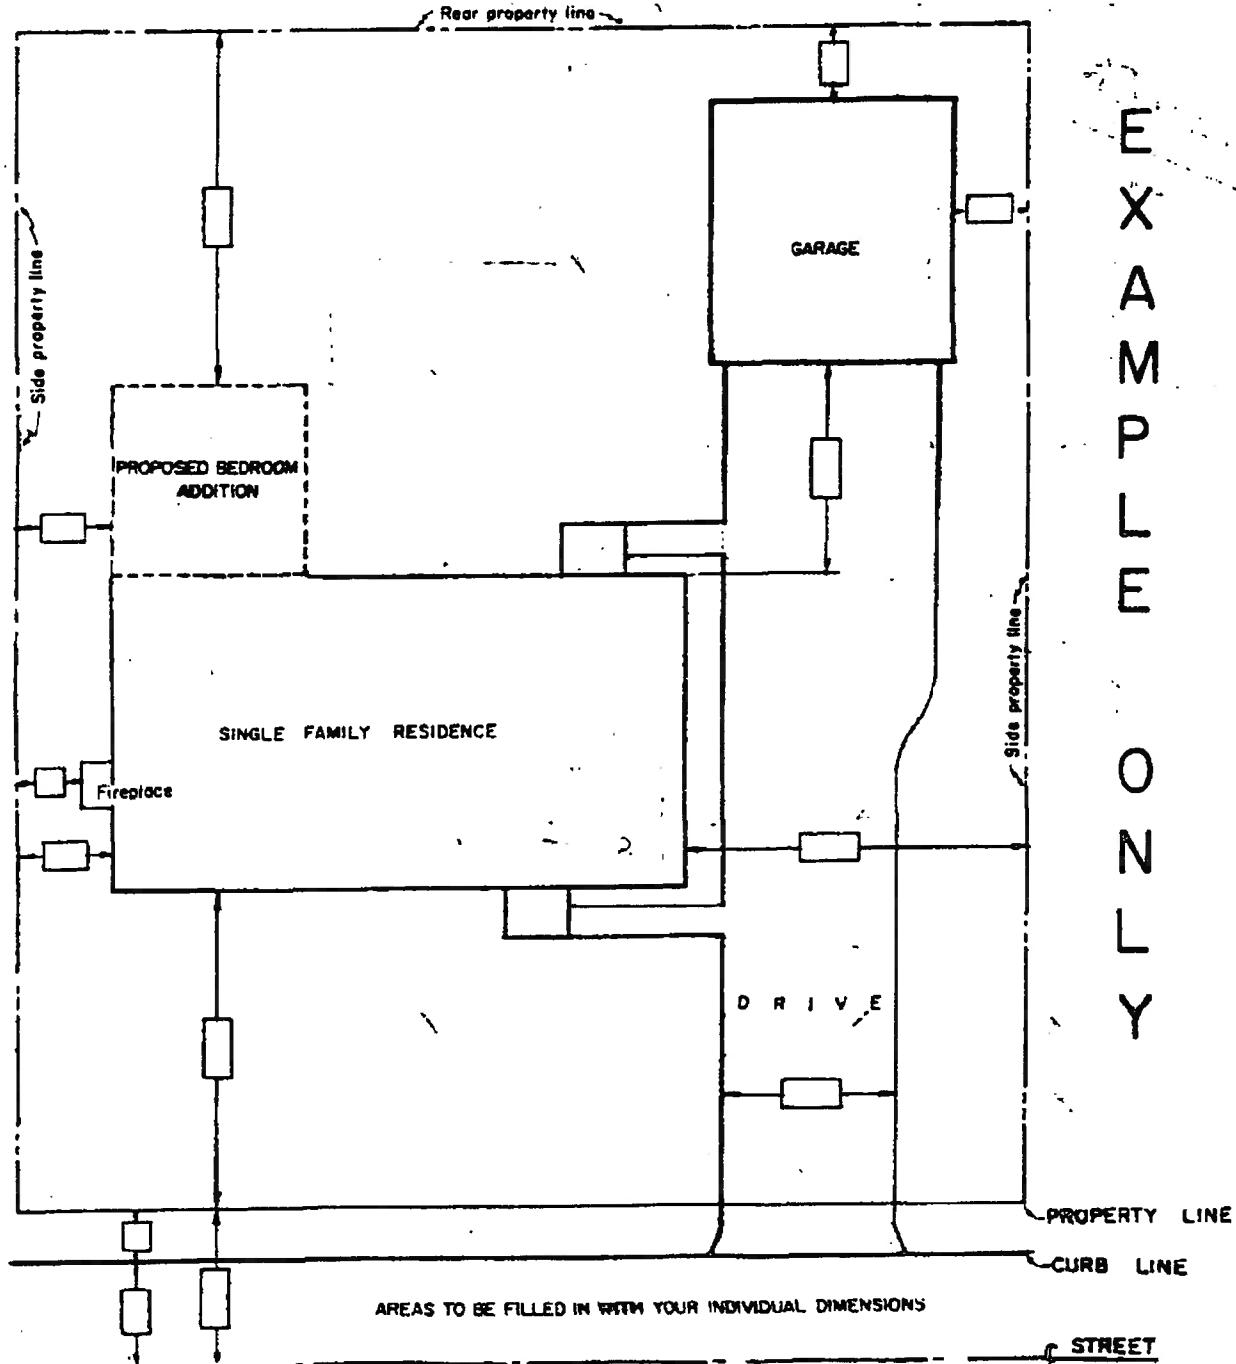 Rear property line
EXAMPLE ONLY
GARAGE
Side property line
PROPOSED BEDROOM
ADDITION
Side property line
SINGLE FAMILY RESIDENCE
Fireplace
DRIVE
PROPERTY LINE
CURB LINE
AREAS TO BE FILLED IN WITH YOUR INDIVIDUAL DIMENSIONS
STREET